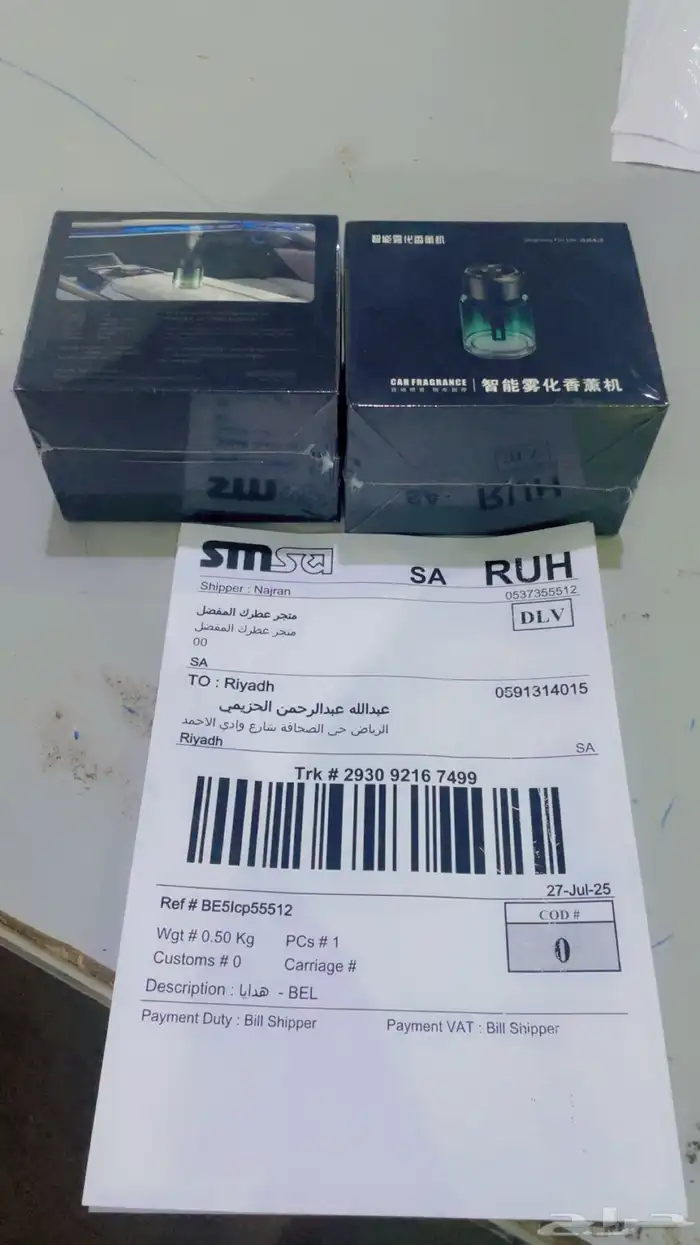 智能雾化香薰机
CAR FRAGRANCE
智能雾化香薰机
smsa
SA RUH
Shipper : Najran
0537355512
متجر عطرك المفضل
DLV
متجر عطرك المفضل
00
SA
TO : Riyadh
0591314015
عبدالله عبدالرحمن الحزيمي
الرياض حي الصحافة شارع وادي الاحمد
Riyadh
SA
Trk # 2930 9216 7499
27-Jul-25
Ref # BE5Icp55512
COD #
0
Wgt # 0.50 Kg PCs # 1
Customs # 0 Carriage #
Description : هدايا - BEL
Payment Duty : Bill Shipper Payment VAT : Bill Shipper
حراج